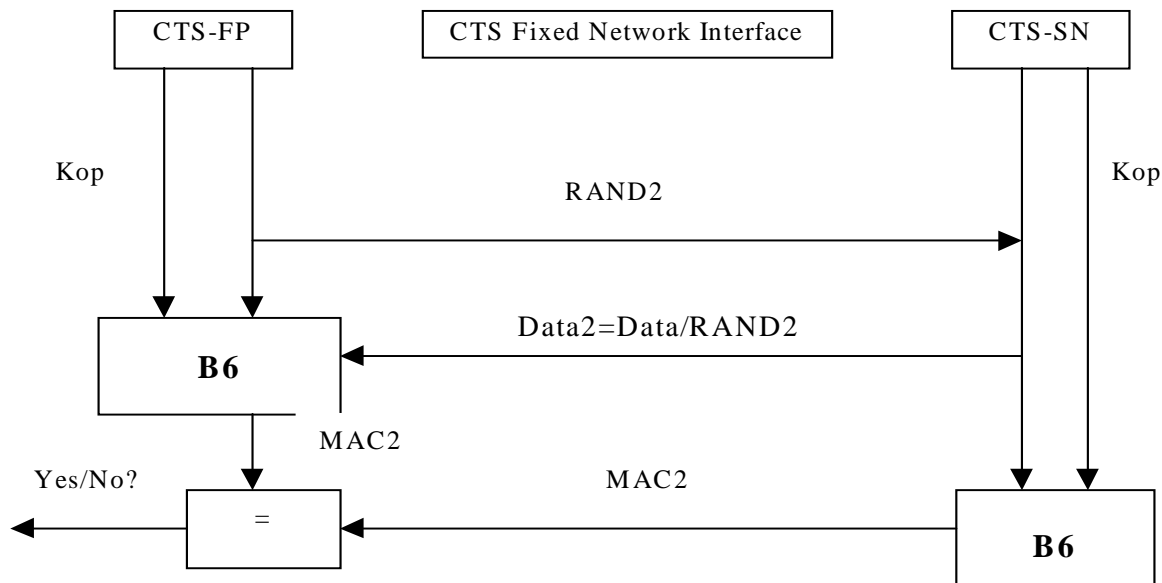 CTS-FP
CTS Fixed Network Interface
CTS-SN
Kop
Kop
RAND2
Data2=Data/RAND2
B6
MAC2
Yes/No?
MAC2
=
B6